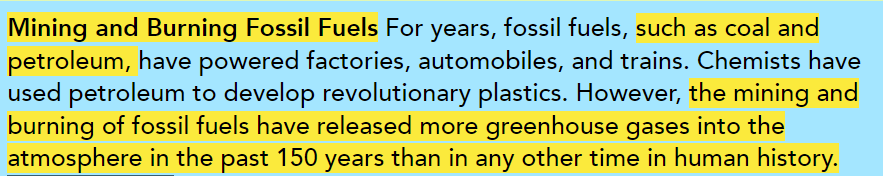 Mining and Burning Fossil Fuels For years, fossil fuels, such as coal and
petroleum, have powered factories, automobiles, and trains. Chemists have
used petroleum to develop revolutionary plastics. However, the mining and
burning of fossil fuels have released more greenhouse gases into the
atmosphere in the past 150 years than in any other time in human history.